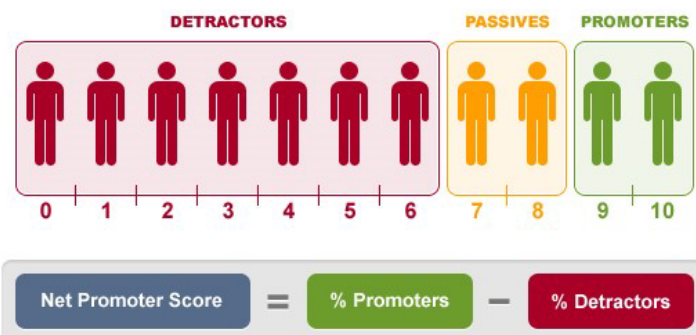 DETRACTORS PASSIVES PROMOTERS
0 1 2 3 4 5 6 7 8 9 10
Net Promoter Score = % Promoters − % Detractors